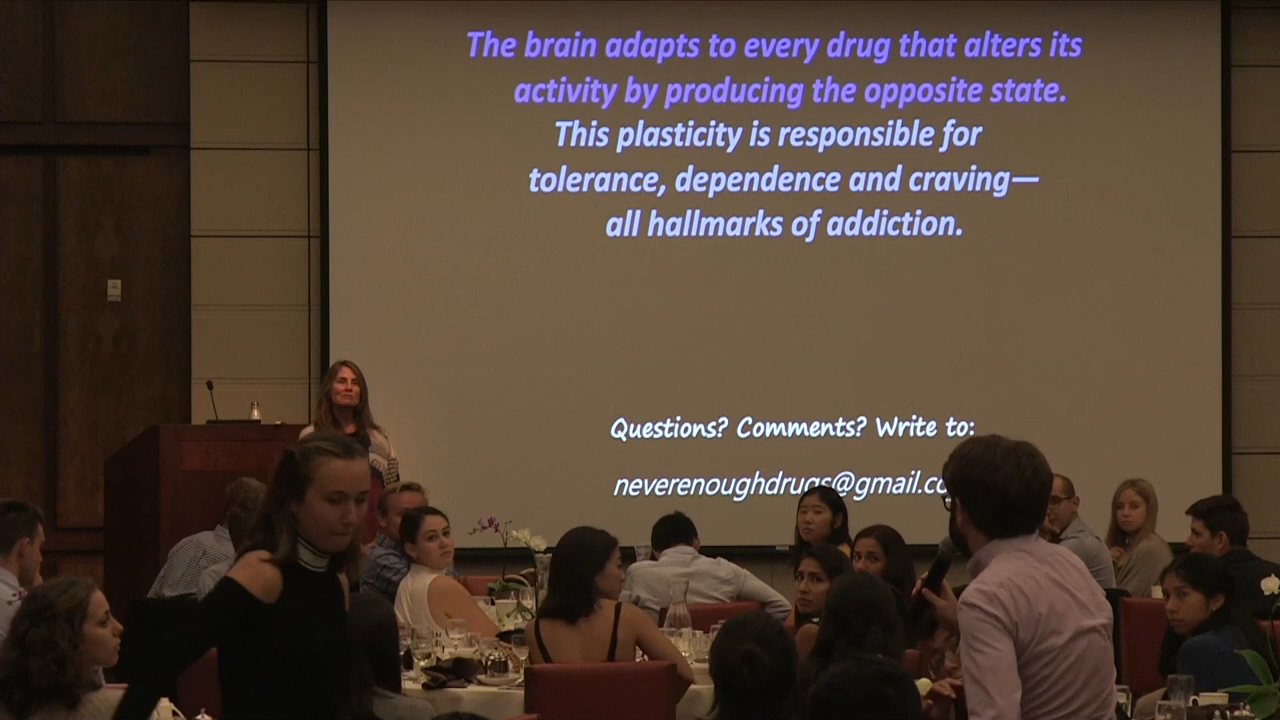 The brain adapts to every drug that alters its
activity by producing the opposite state.
This plasticity is responsible for
tolerance, dependence and craving—
all hallmarks of addiction.
Questions? Comments? Write to: